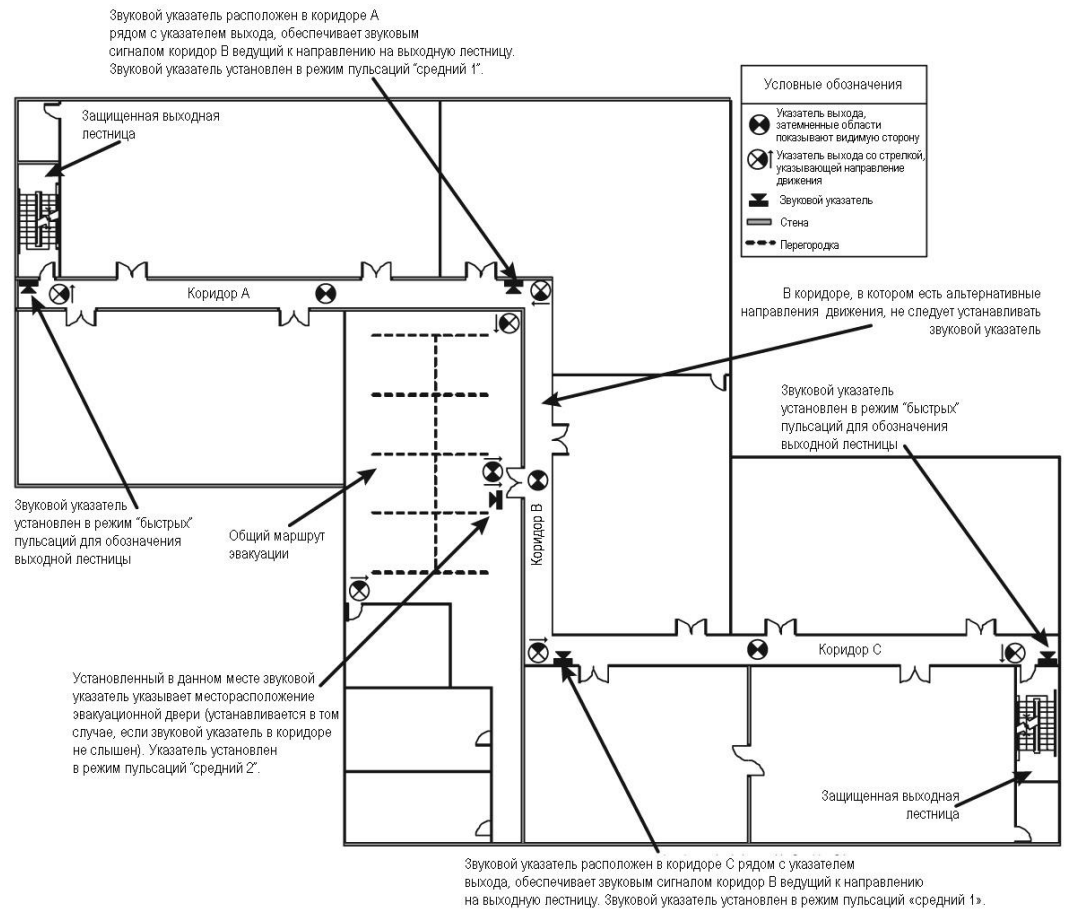 Звуковой указатель расположен в коридоре А
рядом с указателем выхода, обеспечивает звуковым
сигналом коридор В ведущий к направлению на выходную лестницу.
Звуковой указатель установлен в режим пульсаций "средний 1".
Условные обозначения
Указатель выхода,
затемненные области
показывают видимую сторону
Указатель выхода со стрелкой,
указывающей направление
движения
Звуковой указатель
Стена
Перегородка
Защищенная выходная
лестница
Коридор А
В коридоре, в котором есть альтернативные
направления движения, не следует устанавливать
звуковой указатель
Звуковой указатель
установлен в режим "быстрых"
пульсаций для обозначения
выходной лестницы
Звуковой указатель
установлен в режим "быстрых"
пульсаций для обозначения
выходной лестницы
Общий маршрут
эвакуации
Коридор В
Коридор С
Установленный в данном месте звуковой
указатель указывает месторасположение
эвакуационной двери (устанавливается в том
случае, если звуковой указатель в коридоре
не слышен). Указатель установлен
в режим пульсаций "средний 2".
Защищенная выходная
лестница
Звуковой указатель расположен в коридоре С рядом с указателем
выхода, обеспечивает звуковым сигналом коридор В ведущий к направлению
на выходную лестницу. Звуковой указатель установлен в режим пульсаций «средний 1».